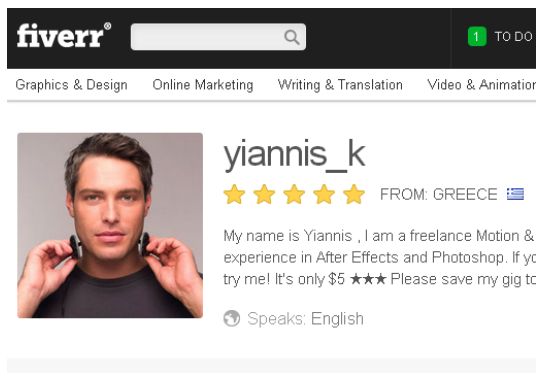 fiverr®
1 TO DO
Graphics & Design Online Marketing Writing & Translation Video & Animation
yiannis_k
FROM: GREECE
My name is Yiannis , I am a freelance Motion &
experience in After Effects and Photoshop. If yo
try me! It's only $5 ★★★ Please save my gig to
Speaks: English